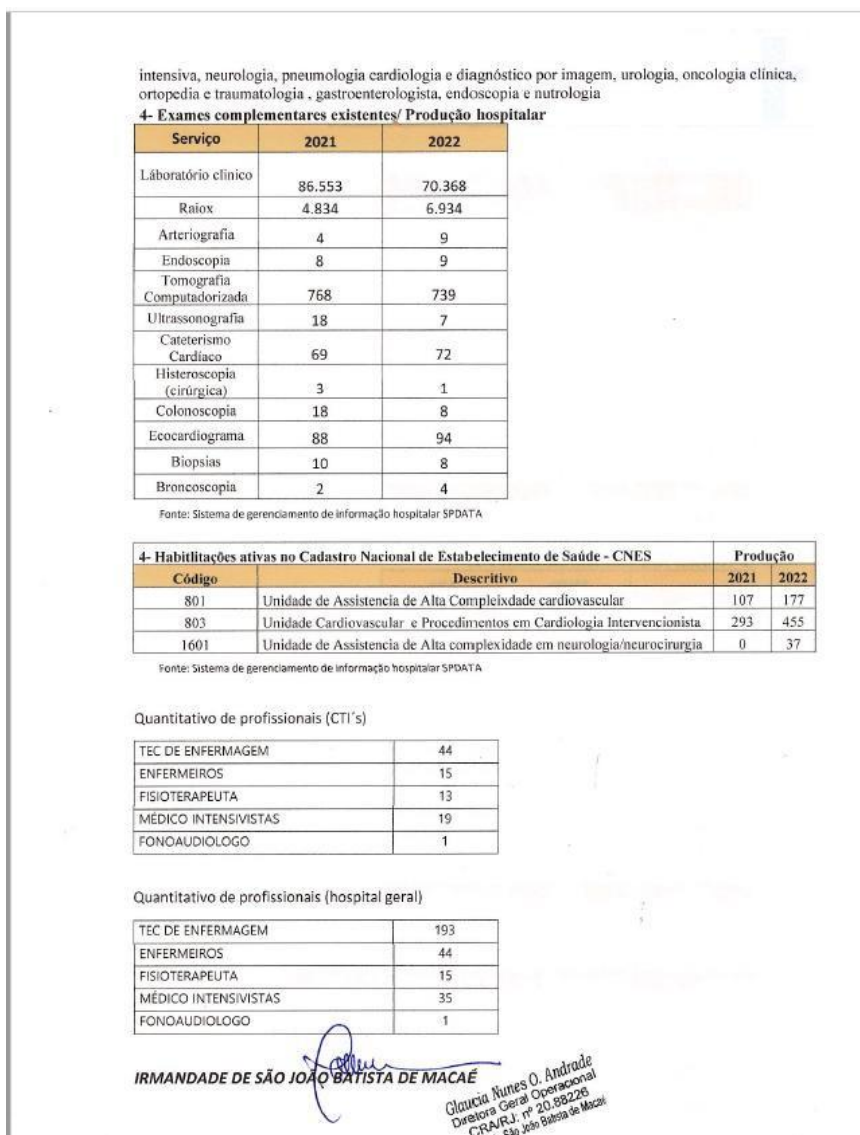 intensiva, neurologia, pneumologia cardiologia e diagnóstico por imagem, urologia, oncologia clínica,
ortopedia e traumatologia , gastroenterologista, endoscopia e nutrologia
4- Exames complementares existentes/ Produção hospitalar
Serviço 2021 2022
Láboratório clinico 86.553 70.368
Raiox 4.834 6.934
Arteriografia 4 9
Endoscopia 8 9
Tomografia
Computadorizada 768 739
Ultrassonografia 18 7
Cateterismo
Cardíaco 69 72
Histeroscopia
(cirúrgica) 3 1
Colonoscopia 18 8
Ecocardiograma 88 94
Biopsias 10 8
Broncoscopia 2 4
Fonte: Sistema de gerenciamento de informação hospitalar SPDATA
4- Habitlitações ativas no Cadastro Nacional de Estabelecimento de Saúde - CNES Produção
Código Descritivo 2021 2022
801 Unidade de Assistencia de Alta Compleixdade cardiovascular 107 177
803 Unidade Cardiovascular e Procedimentos em Cardiologia Intervencionista 293 455
1601 Unidade de Assistencia de Alta complexidade em neurologia/neurocirurgia 0 37
Fonte: Sistema de gerenciamento de informação hospitalar SPDATA
Quantitativo de profissionais (CTI´s)
TEC DE ENFERMAGEM 44
ENFERMEIROS 15
FISIOTERAPEUTA 13
MÉDICO INTENSIVISTAS 19
FONOAUDIOLOGO 1
Quantitativo de profissionais (hospital geral)
TEC DE ENFERMAGEM 193
ENFERMEIROS 44
FISIOTERAPEUTA 15
MÉDICO INTENSIVISTAS 35
FONOAUDIOLOGO 1
IRMANDADE DE SÃO JOÃO BATISTA DE MACAÉ
Glaucia Nunes O. Andrade
Diretora Geral Operacional
CRA/RJ: nº 20.88226
São João Batista de Macaé